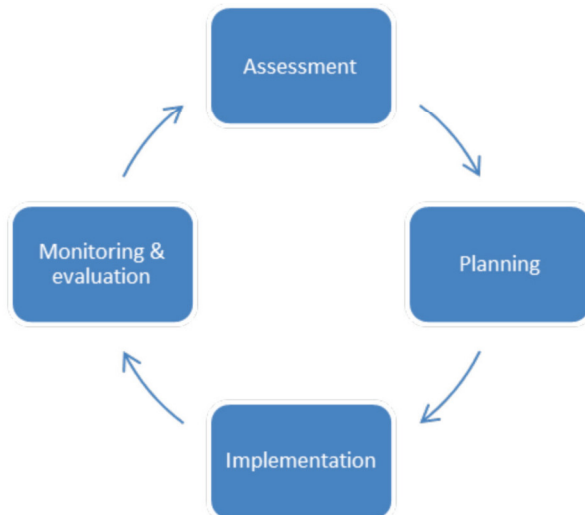 Assessment
Planning
Implementation
Monitoring &
evaluation